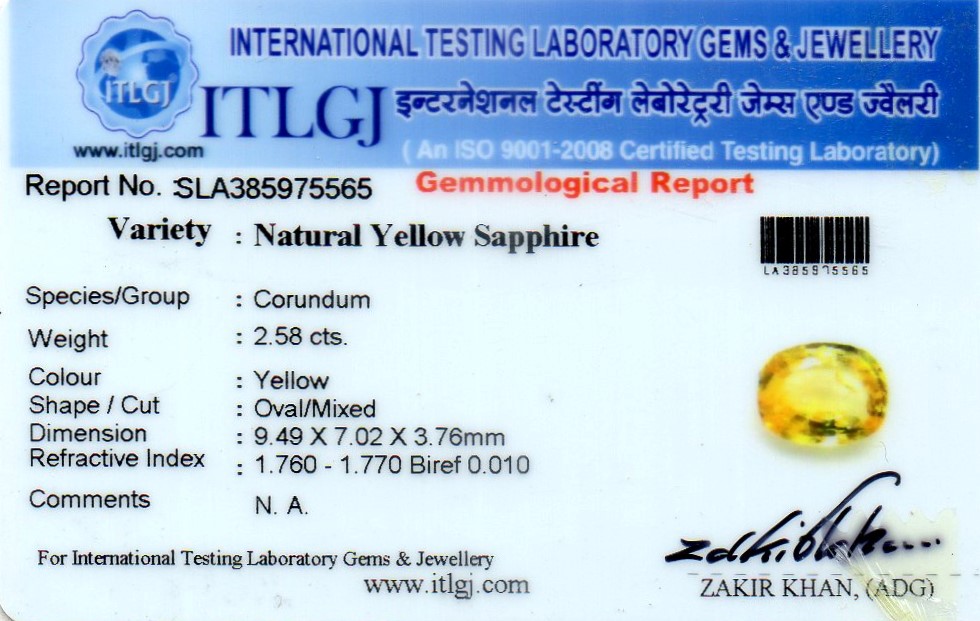 INTERNATIONAL TESTING LABORATORY GEMS & JEWELLERY
ITLGJ
ITLGJ इन्टरनेशनल टेस्टींग लेबोरेट्ररी जेम्स एण्ड ज्वैलरी
www.itlgj.com
( An ISO 9001-2008 Certified Testing Laboratory)
Report No. :SLA385975565
Gemmological Report
Variety : Natural Yellow Sapphire
LA385975565
Species/Group : Corundum
Weight : 2.58 cts.
Colour : Yellow
Shape / Cut : Oval/Mixed
Dimension : 9.49 X 7.02 X 3.76mm
Refractive Index : 1.760 - 1.770 Biref 0.010
Comments N. A.
For International Testing Laboratory Gems & Jewellery
www.itlgj.com
ZAKIR KHAN, (ADG)